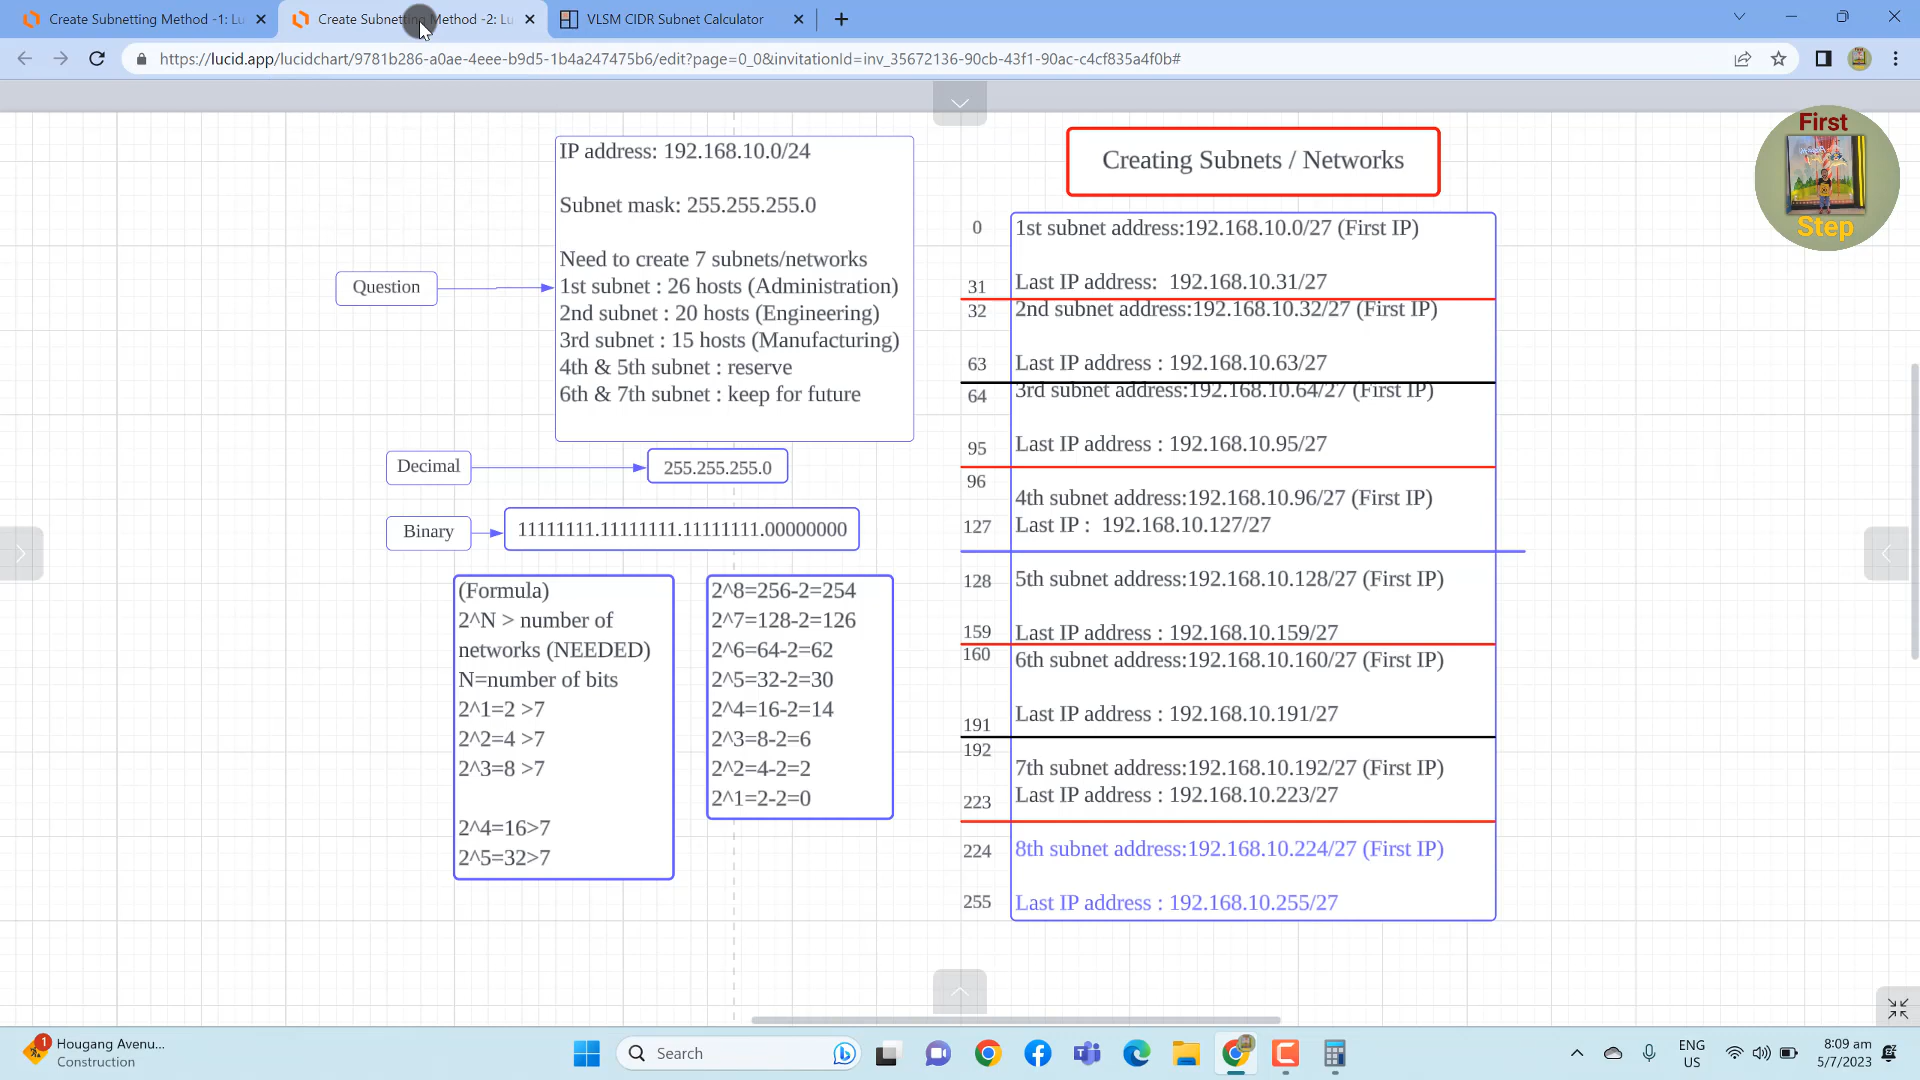 Create Subnetting Method -1: Lu
Create Subnetting Method -2: Lu
VLSM CIDR Subnet Calculator
https://lucid.app/lucidchart/9781b286-a0ae-4eee-b9d5-1b4a247475b6/edit?page=0_0&invitationId=inv_35672136-90cb-43f1-90ac-c4cf835a4f0b#
First
Step
Question
IP address: 192.168.10.0/24
Subnet mask: 255.255.255.0
Need to create 7 subnets/networks
1st subnet : 26 hosts (Administration)
2nd subnet : 20 hosts (Engineering)
3rd subnet : 15 hosts (Manufacturing)
4th & 5th subnet : reserve
6th & 7th subnet : keep for future
Decimal
255.255.255.0
Binary
11111111.11111111.11111111.00000000
(Formula)
2^N > number of
networks (NEEDED)
N=number of bits
2^1=2 >7
2^2=4 >7
2^3=8 >7
2^4=16>7
2^5=32>7
2^8=256-2=254
2^7=128-2=126
2^6=64-2=62
2^5=32-2=30
2^4=16-2=14
2^3=8-2=6
2^2=4-2=2
2^1=2-2=0
Creating Subnets / Networks
0
1st subnet address:192.168.10.0/27 (First IP)
31
Last IP address:  192.168.10.31/27
32
2nd subnet address:192.168.10.32/27 (First IP)
63
Last IP address : 192.168.10.63/27
64
3rd subnet address:192.168.10.64/27 (First IP)
95
Last IP address : 192.168.10.95/27
96
4th subnet address:192.168.10.96/27 (First IP)
127
Last IP :  192.168.10.127/27
128
5th subnet address:192.168.10.128/27 (First IP)
159
Last IP address : 192.168.10.159/27
160
6th subnet address:192.168.10.160/27 (First IP)
191
Last IP address : 192.168.10.191/27
192
7th subnet address:192.168.10.192/27 (First IP)
223
Last IP address : 192.168.10.223/27
224
8th subnet address:192.168.10.224/27 (First IP)
255
Last IP address : 192.168.10.255/27
1
Hougang Avenu...
Construction
Search
ENG
US
8:09 am
5/7/2023